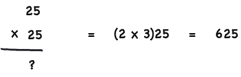 25
x 25 = (2 x 3)25 = 625
?